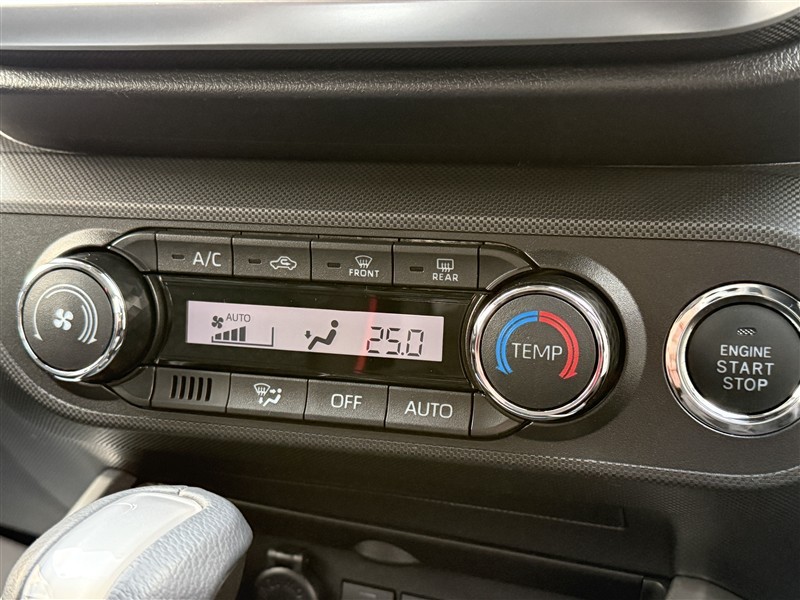 A/C
FRONT
REAR
AUTO
25.0
TEMP
ENGINE
START
STOP
OFF
AUTO